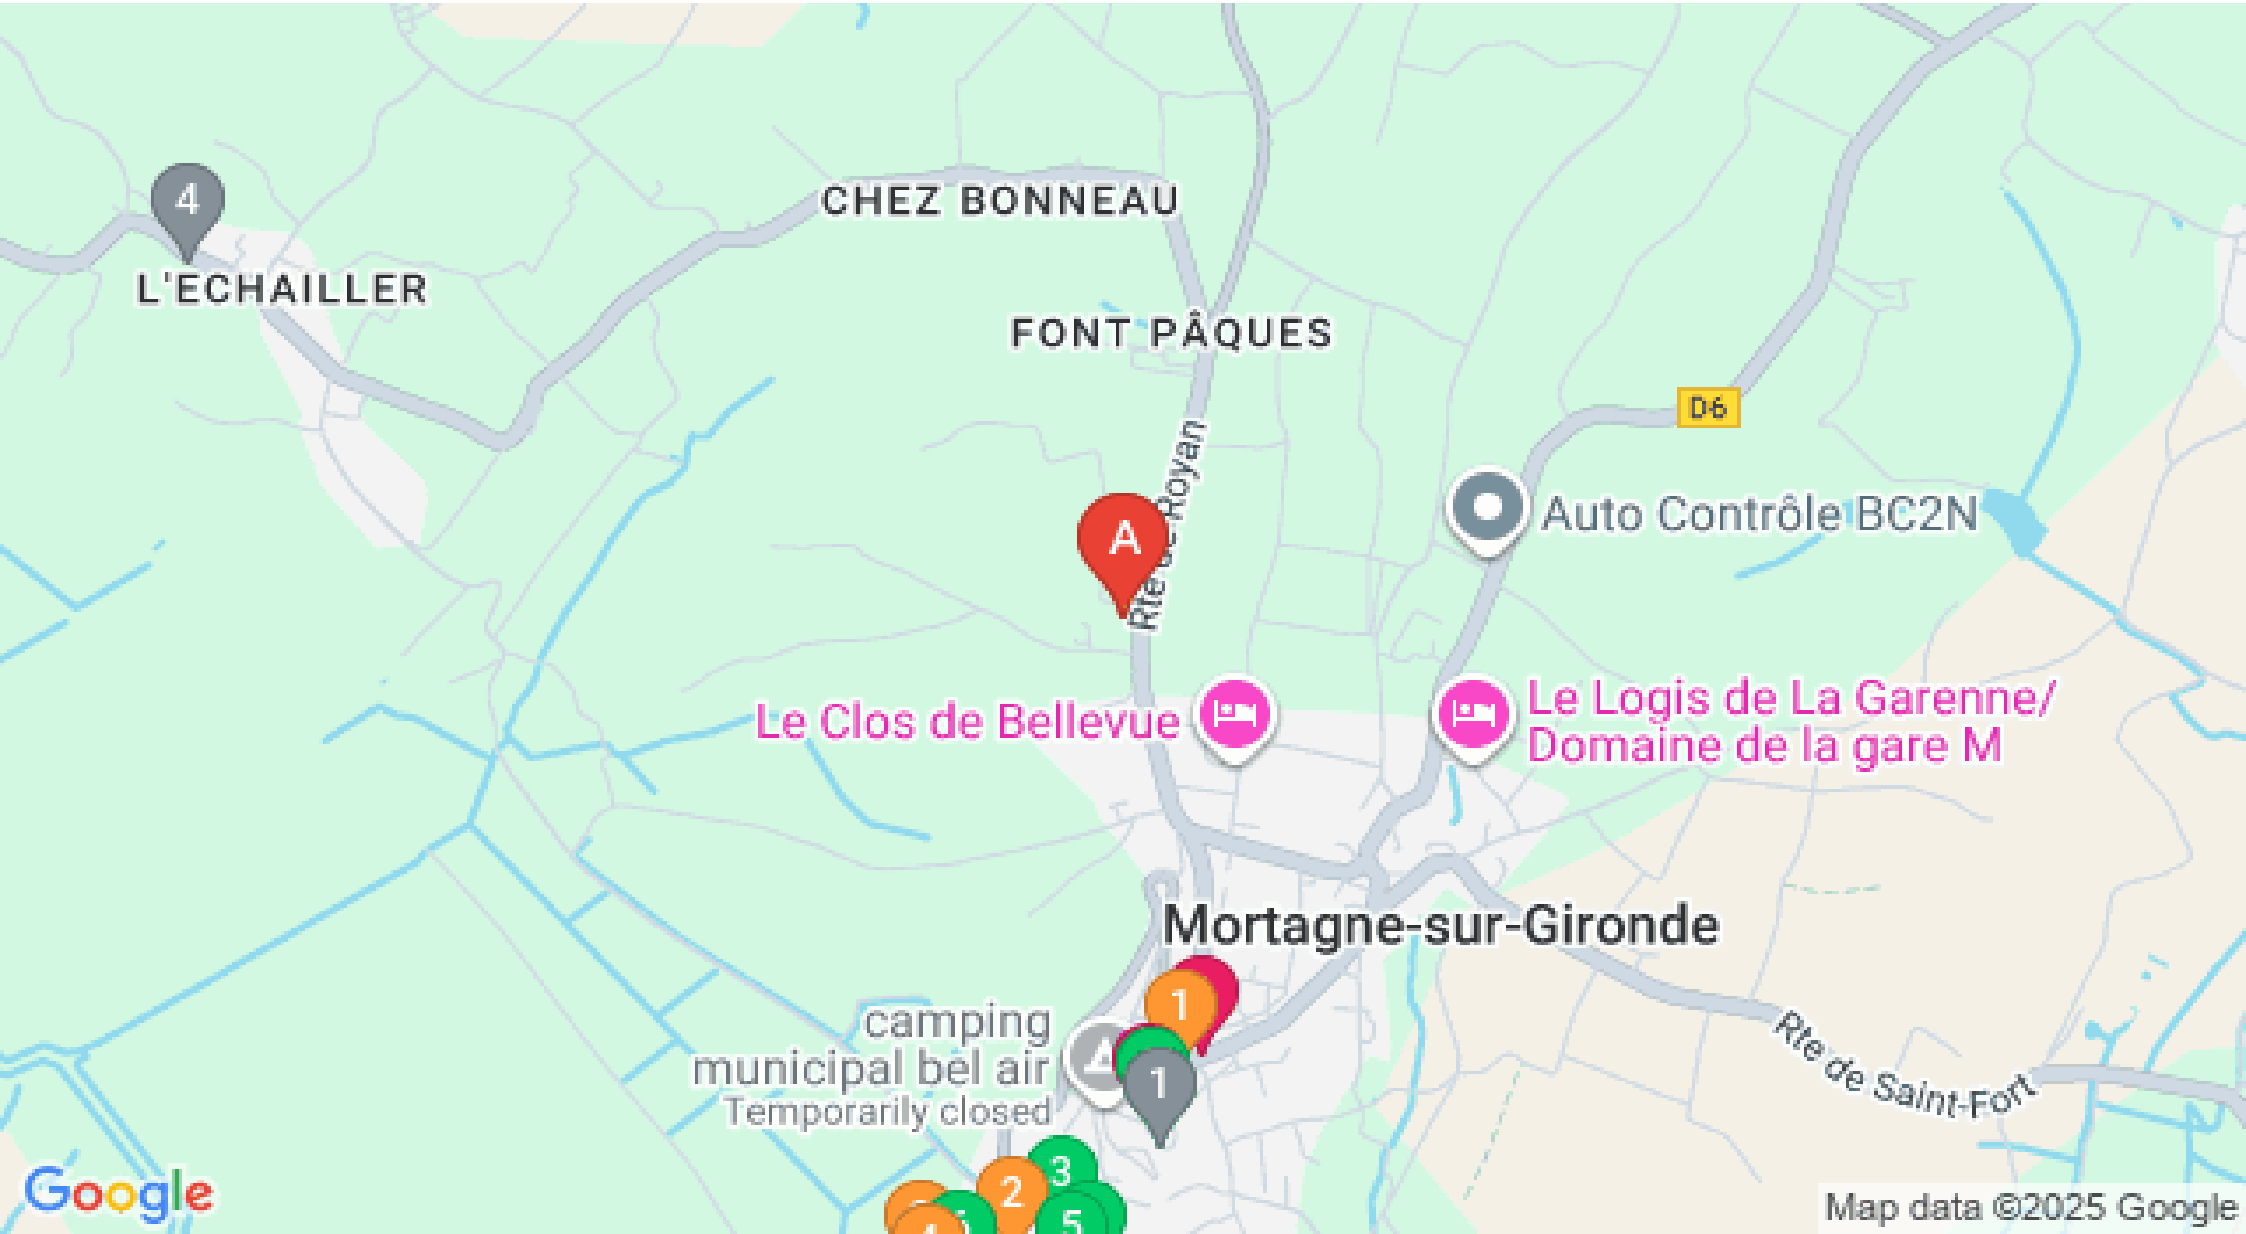 4
CHEZ BONNEAU
L'ECHAILLER
FONT PÂQUES
D6
Rte de Royan
A
Auto Contrôle BC2N
Le Clos de Bellevue
Le Logis de La Garenne/
Domaine de la gare M
Mortagne-sur-Gironde
1
camping
municipal bel air
Temporarily closed
1
Rte de Saint-Fort
3
2
5
Google
Map data ©2025 Google